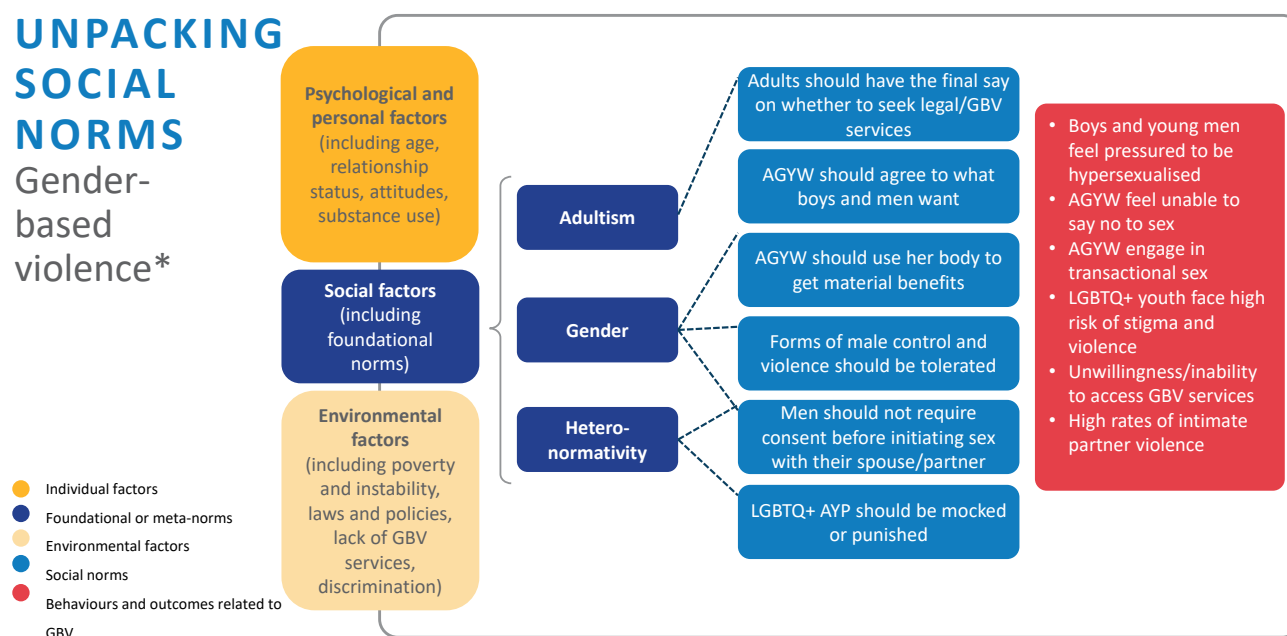 UNPACKING
SOCIAL
NORMS
Gender-
based
violence*
Individual factors
Foundational or meta-norms
Environmental factors
Social norms
Behaviours and outcomes related to
GBV
Psychological and
personal factors
(including age,
relationship
status, attitudes,
substance use)
Social factors
(including
foundational
norms)
Environmental
factors
(including poverty
and instability,
laws and policies,
lack of GBV
services,
discrimination)
Adultism
Gender
Hetero-
normativity
Adults should have the final say
on whether to seek legal/GBV
services
AGYW should agree to what
boys and men want
AGYW should use her body to
get material benefits
Forms of male control and
violence should be tolerated
Men should not require
consent before initiating sex
with their spouse/partner
LGBTQ+ AYP should be mocked
or punished
• Boys and young men
feel pressured to be
hypersexualised
• AGYW feel unable to
say no to sex
• AGYW engage in
transactional sex
• LGBTQ+ youth face high
risk of stigma and
violence
• Unwillingness/inability
to access GBV services
• High rates of intimate
partner violence